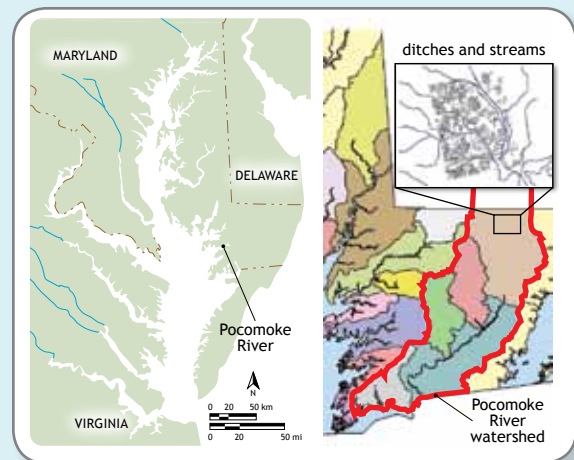 MARYLAND
DELAWARE
Pocomoke
River
N
0 20 50 km
0 20 50 mi
VIRGINIA
ditches and streams
Pocomoke
River
watershed